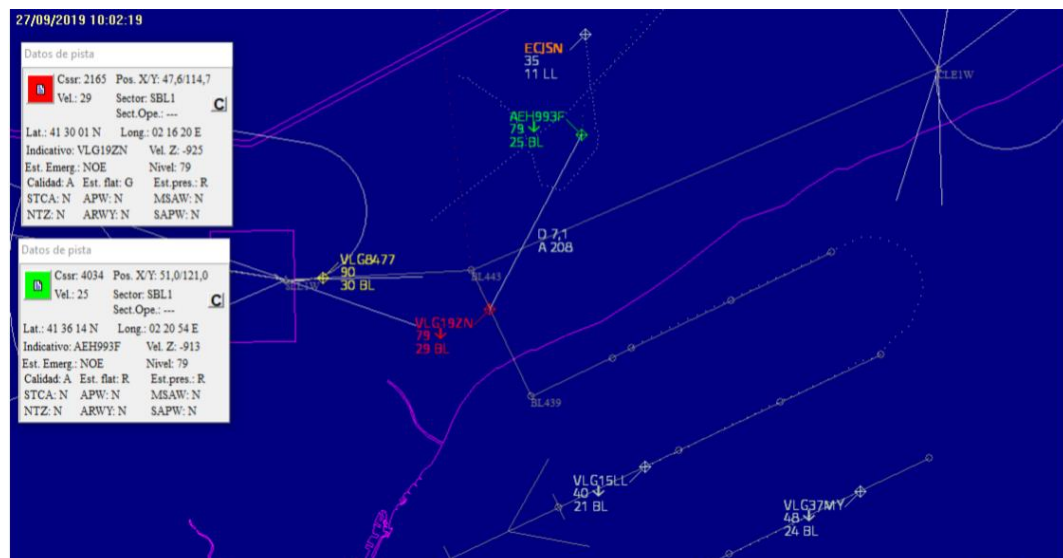 27/09/2019 10:02:19
Datos de pista
Cssr: 2165 Pos. X/Y: 47,6/114,7
Vel.: 29 Sector: SBL1
Sect.Ope.: --- C
Lat.: 41 30 01 N Long.: 02 16 20 E
Indicativo: VLG19ZN Vel. Z: -925
Est. Emerg.: NOE Nivel: 79
Calidad: A Est. flat: G Est.pres.: R
STCA: N APW: N MSAW: N
NTZ: N ARWY: N SAPW: N
Datos de pista
Cssr: 4034 Pos. X/Y: 51,0/121,0
Vel.: 25 Sector: SBL1
Sect.Ope.: --- C
Lat.: 41 36 14 N Long.: 02 20 54 E
Indicativo: AEH993F Vel. Z: -913
Est. Emerg.: NOE Nivel: 79
Calidad: A Est. flat: R Est.pres.: R
STCA: N APW: N MSAW: N
NTZ: N ARWY: N SAPW: N
ECJSN
35
11 LL
AEH993F
79
25 BL
CLE1W
D 7,1
A 208
VLG8477
90
30 BL
BL443
VLG19ZN
79
29 BL
BL439
VLG15LL
40
21 BL
VLG37MY
48
24 BL